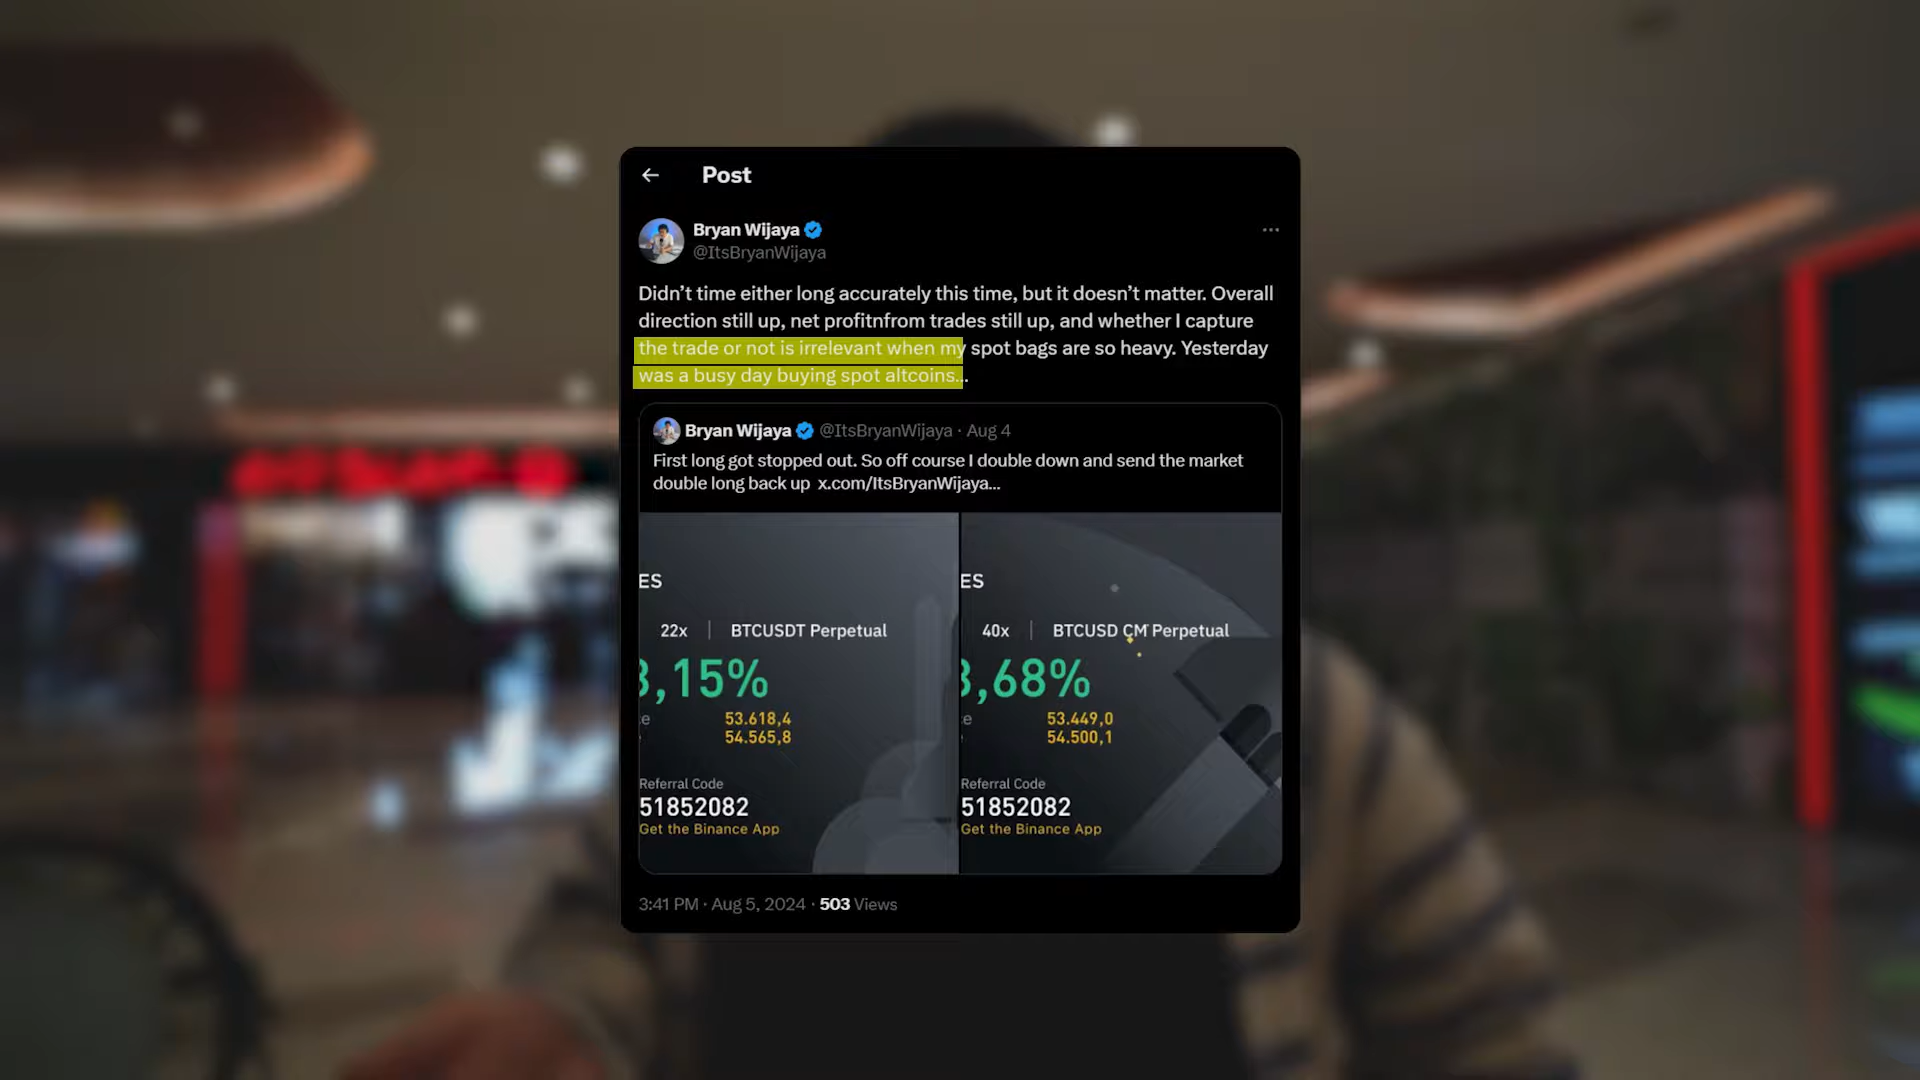 Post
Bryan Wijaya
@ItsBryanWijaya
Didn't time either long accurately this time, but it doesn't matter. Overall
direction still up, net profitnfrom trades still up, and whether I capture
the trade or not is irrelevant when my spot bags are so heavy. Yesterday
was a busy day buying spot altcoins...
Bryan Wijaya @ItsBryanWijaya · Aug 4
First long got stopped out. So off course I double down and send the market
double long back up x.com/ItsBryanWijaya...
ES
22x | BTCUSDT Perpetual
3,15%
53.618,4
54.565,8
Referral Code
51852082
Get the Binance App
ES
40x | BTCUSD CM Perpetual
3,68%
53.449,0
54.500,1
Referral Code
51852082
Get the Binance App
3:41 PM · Aug 5, 2024 · 503 Views